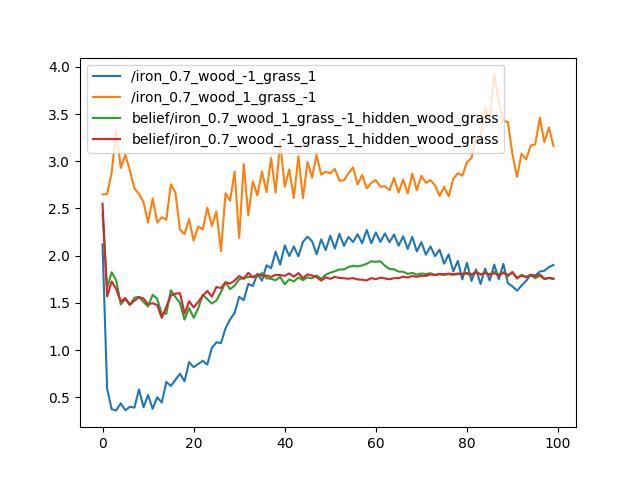 4.0
3.5
3.0
2.5
2.0
1.5
1.0
0.5
/iron_0.7_wood_-1_grass_1
/iron_0.7_wood_1_grass_-1
belief/iron_0.7_wood_1_grass_-1_hidden_wood_grass
belief/iron_0.7_wood_-1_grass_1_hidden_wood_grass
0 20 40 60 80 100